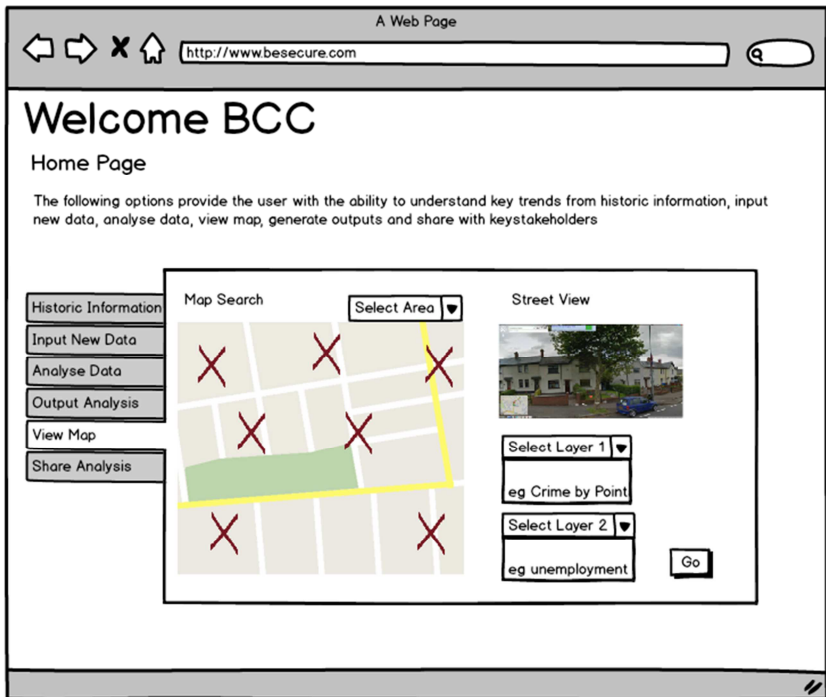 A Web Page
http://www.besecure.com
Welcome BCC
Home Page
The following options provide the user with the ability to understand key trends from historic information, input
new data, analyse data, view map, generate outputs and share with keystakeholders
Historic Information
Input New Data
Analyse Data
Output Analysis
View Map
Share Analysis
Map Search
Select Area
Street View
Select Layer 1
eg Crime by Point
Select Layer 2
eg unemployment
Go